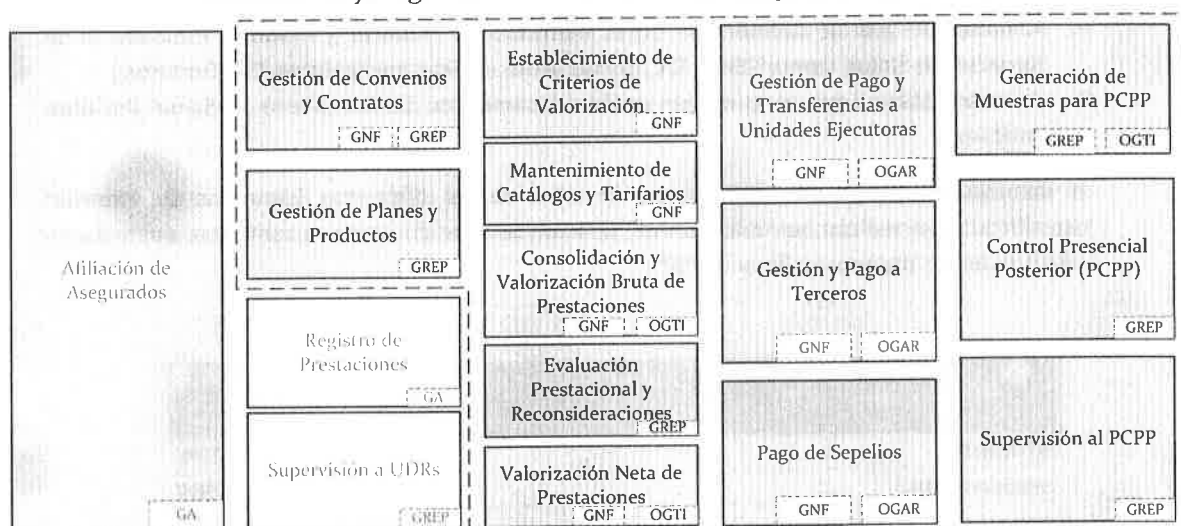 Afiliación de
Asegurados
GA
Gestión de Convenios
y Contratos
GNF GREP
Gestión de Planes y
Productos
GREP
Registro de
Prestaciones
GA
Supervisión a UDRs
GREP
Establecimiento de
Criterios de
Valorización
GNF
Mantenimiento de
Catálogos y Tarifarios
GNF
Consolidación y
Valorización Bruta de
Prestaciones
GNF OGTI
Evaluación
Prestacional y
Reconsideraciones
GREP
Valorización Neta de
Prestaciones
GNF OGTI
Gestión de Pago y
Transferencias a
Unidades Ejecutoras
GNF OGAR
Gestión y Pago a
Terceros
GNF OGAR
Pago de Sepelios
GNF OGAR
Generación de
Muestras para PCPP
GREP OGTI
Control Presencial
Posterior (PCPP)
GREP
Supervisión al PCPP
GREP